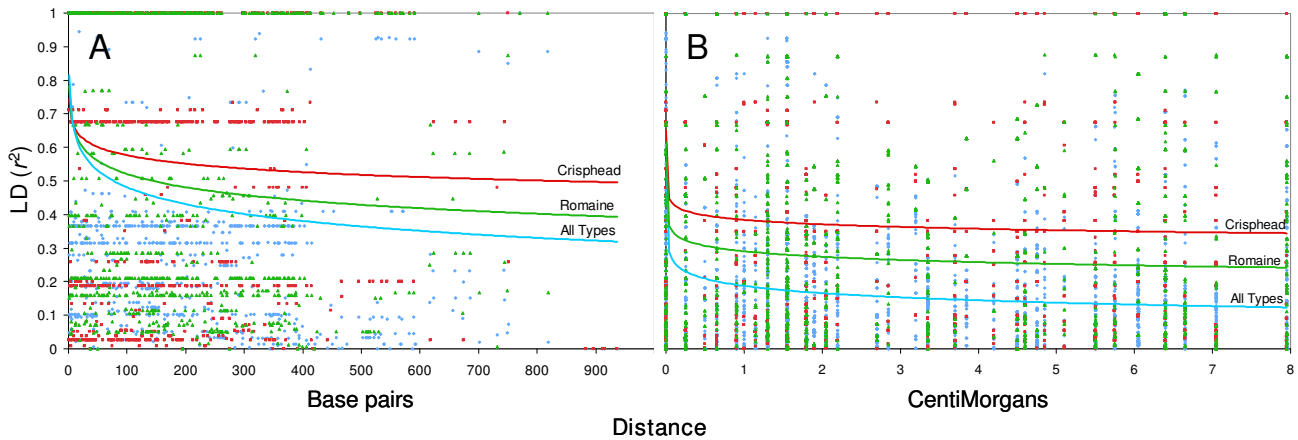 A
B
LD (r²)
1
0.9
0.8
0.7
0.6
0.5
0.4
0.3
0.2
0.1
0
Crisphead
Romaine
All Types
Crisphead
Romaine
All Types
0 100 200 300 400 500 600 700 800 900
0 1 2 3 4 5 6 7 8
Base pairs
CentiMorgans
Distance